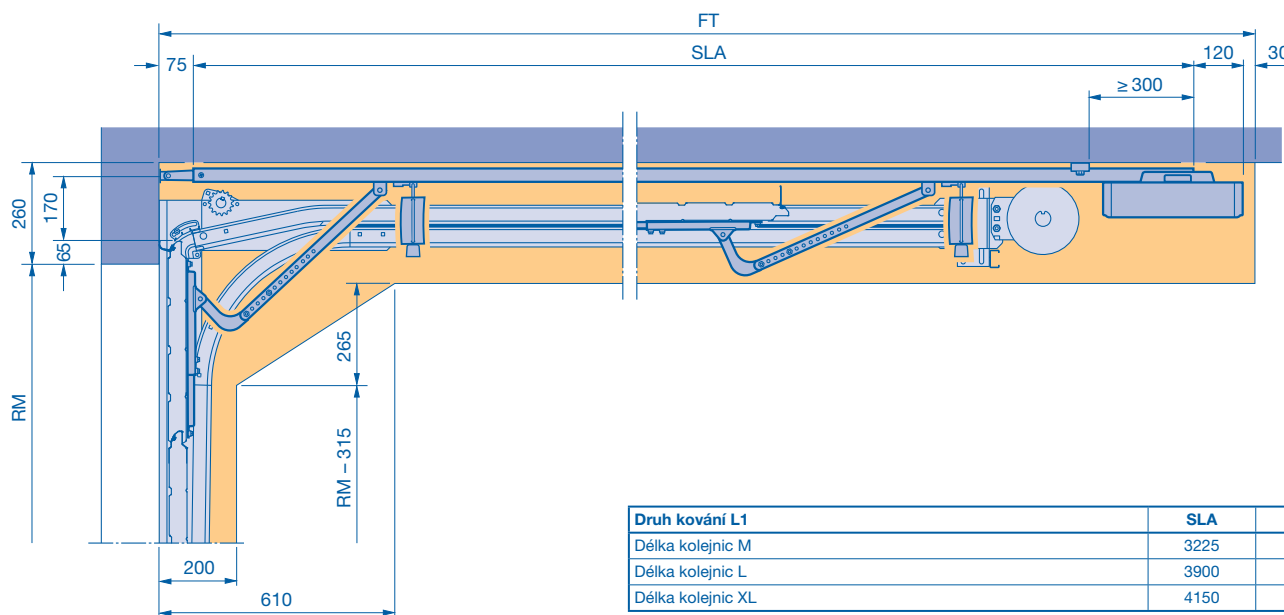 FT
75
SLA
120
30
≥ 300
260
170
65
RM
265
RM – 315
200
610
Druh kování L1 SLA
Délka kolejnic M 3225
Délka kolejnic L 3900
Délka kolejnic XL 4150